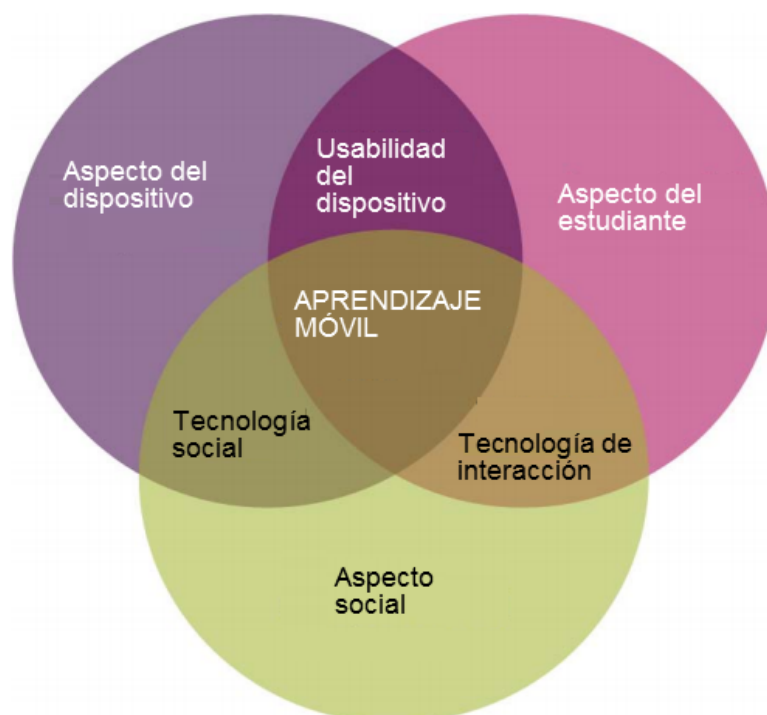 Aspecto del
dispositivo
Usabilidad
del
dispositivo
Aspecto del
estudiante
APRENDIZAJE
MÓVIL
Tecnología
social
Tecnología de
interacción
Aspecto
social